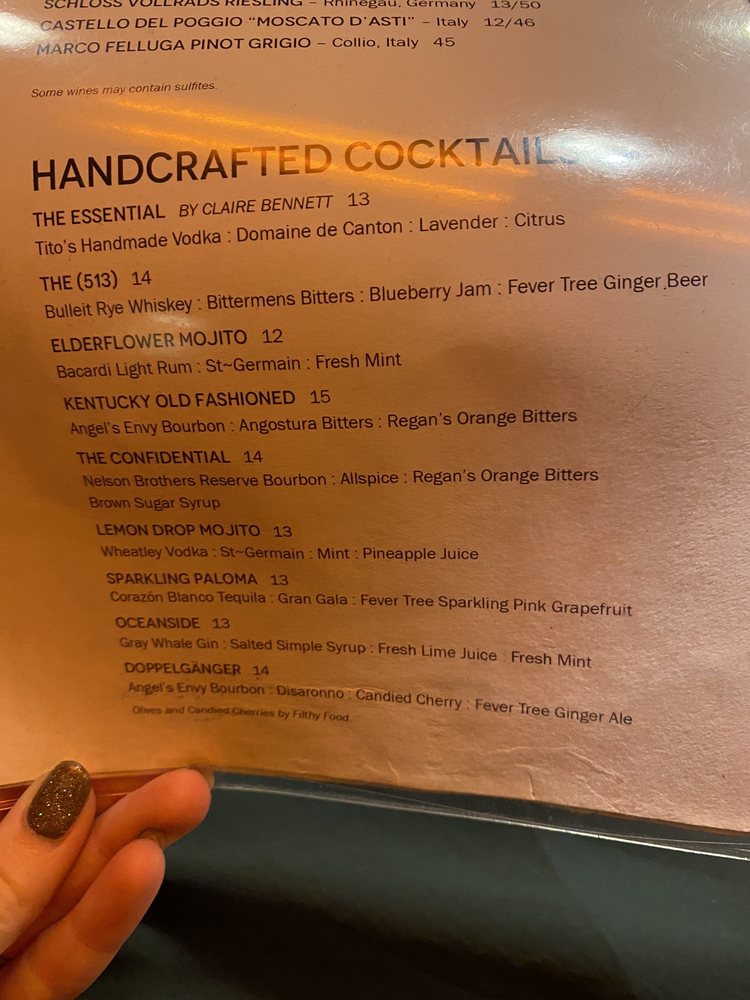 SCHLOSS VOLLRADS RIESLING – Rhinegau, Germany 13/50
CASTELLO DEL POGGIO "MOSCATO D'ASTI" – Italy 12/46
MARCO FELLUGA PINOT GRIGIO – Collio, Italy 45
Some wines may contain sulfites.
HANDCRAFTED COCKTAILS
THE ESSENTIAL BY CLAIRE BENNETT 13
Tito's Handmade Vodka : Domaine de Canton : Lavender : Citrus
THE (513) 14
Bulleit Rye Whiskey : Bittermens Bitters : Blueberry Jam : Fever Tree Ginger Beer
ELDERFLOWER MOJITO 12
Bacardi Light Rum : St~Germain : Fresh Mint
KENTUCKY OLD FASHIONED 15
Angel's Envy Bourbon : Angostura Bitters : Regan's Orange Bitters
THE CONFIDENTIAL 14
Nelson Brothers Reserve Bourbon : Allspice : Regan's Orange Bitters
Brown Sugar Syrup
LEMON DROP MOJITO 13
Wheatley Vodka : St~Germain : Mint : Pineapple Juice
SPARKLING PALOMA 13
Corazón Blanco Tequila : Gran Gala : Fever Tree Sparkling Pink Grapefruit
OCEANSIDE 13
Gray Whale Gin : Salted Simple Syrup : Fresh Lime Juice : Fresh Mint
DOPPELGÄNGER 14
Angel's Envy Bourbon : Disaronno : Candied Cherry : Fever Tree Ginger Ale
Olives and Candied Cherries by Filthy Food.